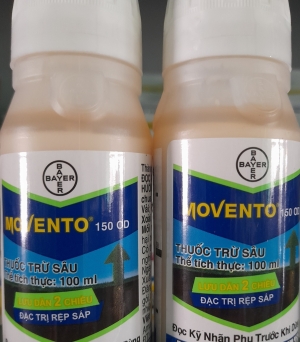 BAYER
BAYER
MOVENTO® 150 OD
THUỐC TRỪ SÂU
Thể tích thực: 100 ml
LƯU DẪN 2 CHIỀU
ĐẶC TRỊ RỆP SÁP
BAYER
BAYER
MOVENTO® 150 OD
THUỐC TRỪ SÂU
Thể tích thực: 100 ml
LƯU DẪN 2 CHIỀU
ĐẶC TRỊ RỆP SÁP
Đọc Kỹ Nhãn Phụ Trước Khi